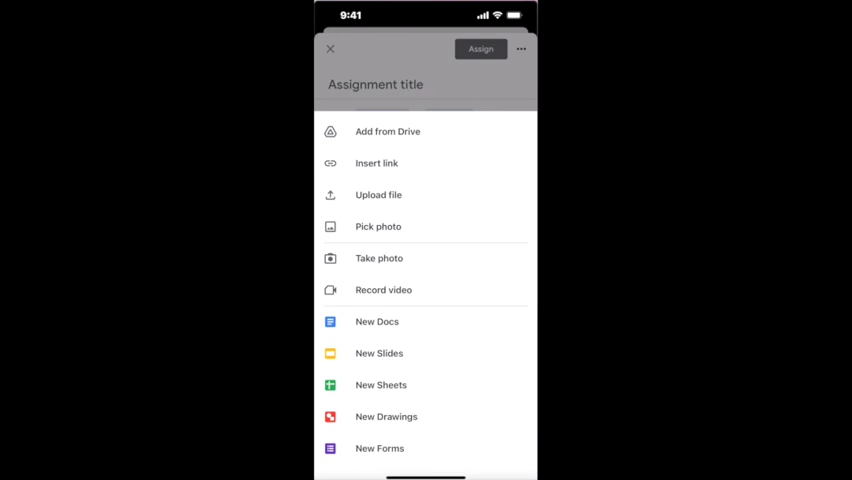 9:41
Assign
Assignment title
Add from Drive
Insert link
Upload file
Pick photo
Take photo
Record video
New Docs
New Slides
New Sheets
New Drawings
New Forms